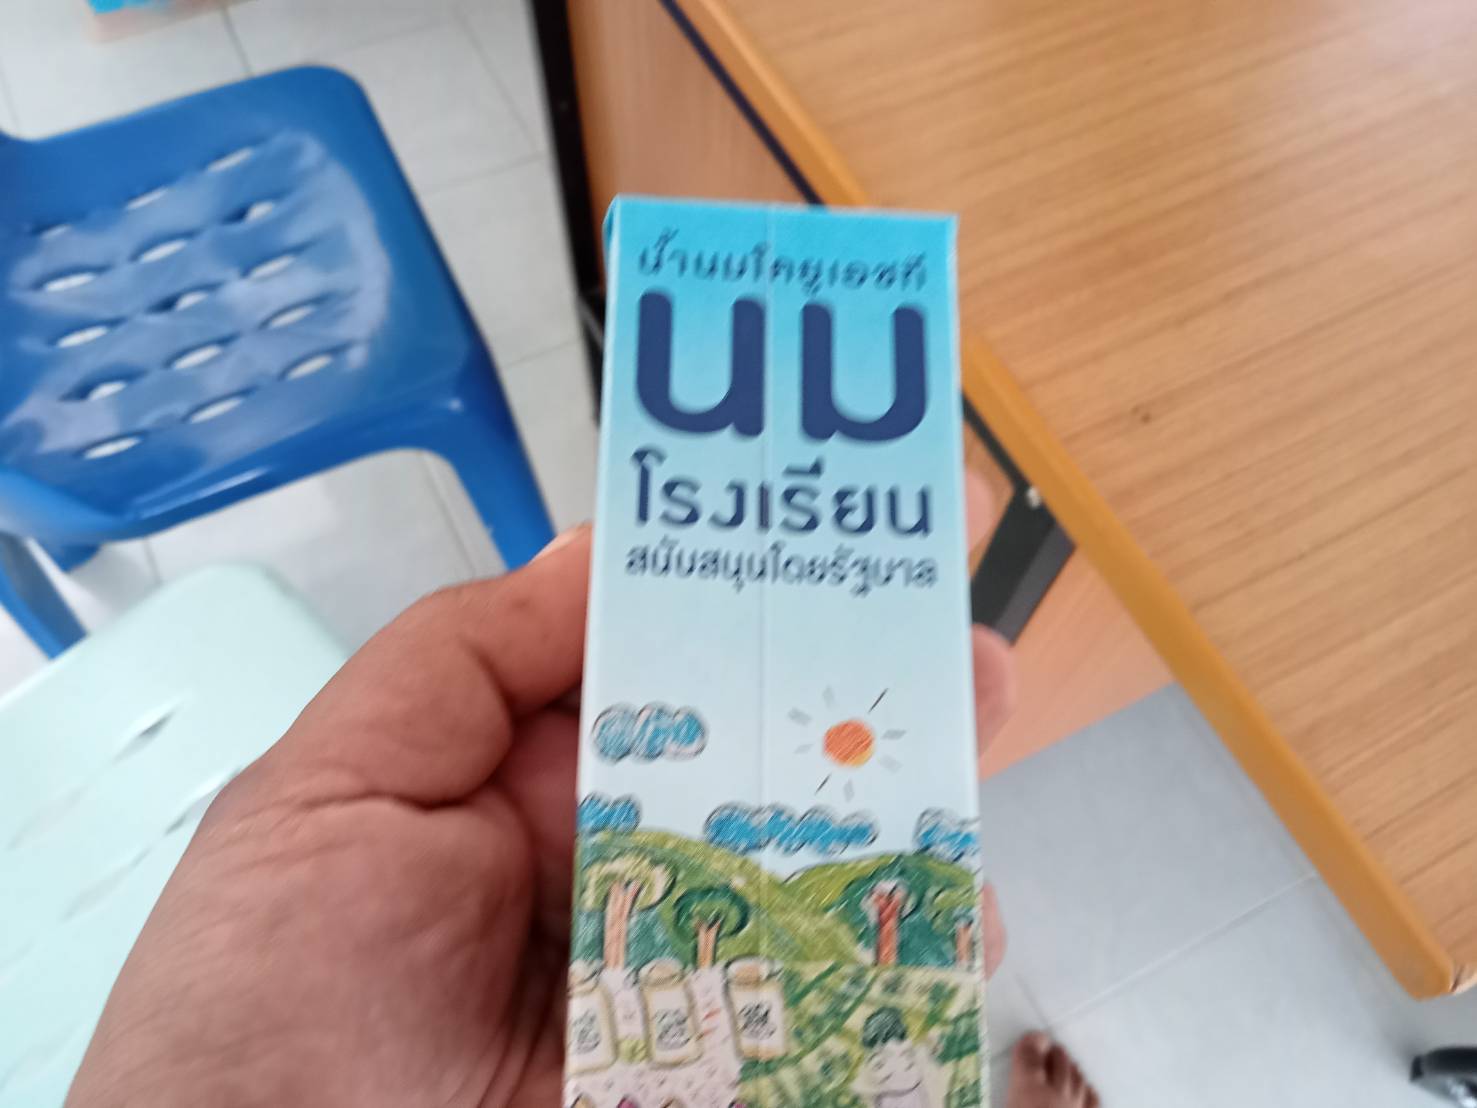 น้ำนมโคยูเอชที
นม
โรงเรียน
สนับสนุนโดยรัฐบาล